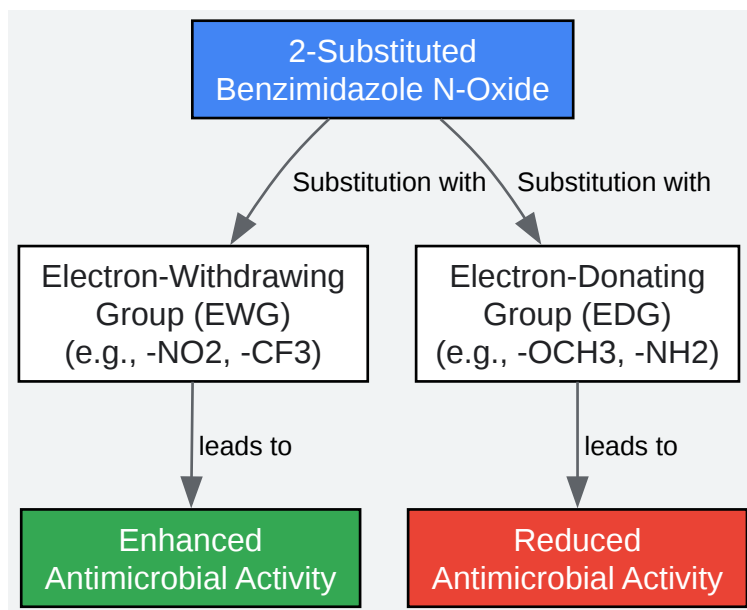 2-Substituted
Benzimidazole N-Oxide
Substitution with
Substitution with
Electron-Withdrawing
Group (EWG)
(e.g., -NO2, -CF3)
Electron-Donating
Group (EDG)
(e.g., -OCH3, -NH2)
leads to
leads to
Enhanced
Antimicrobial Activity
Reduced
Antimicrobial Activity